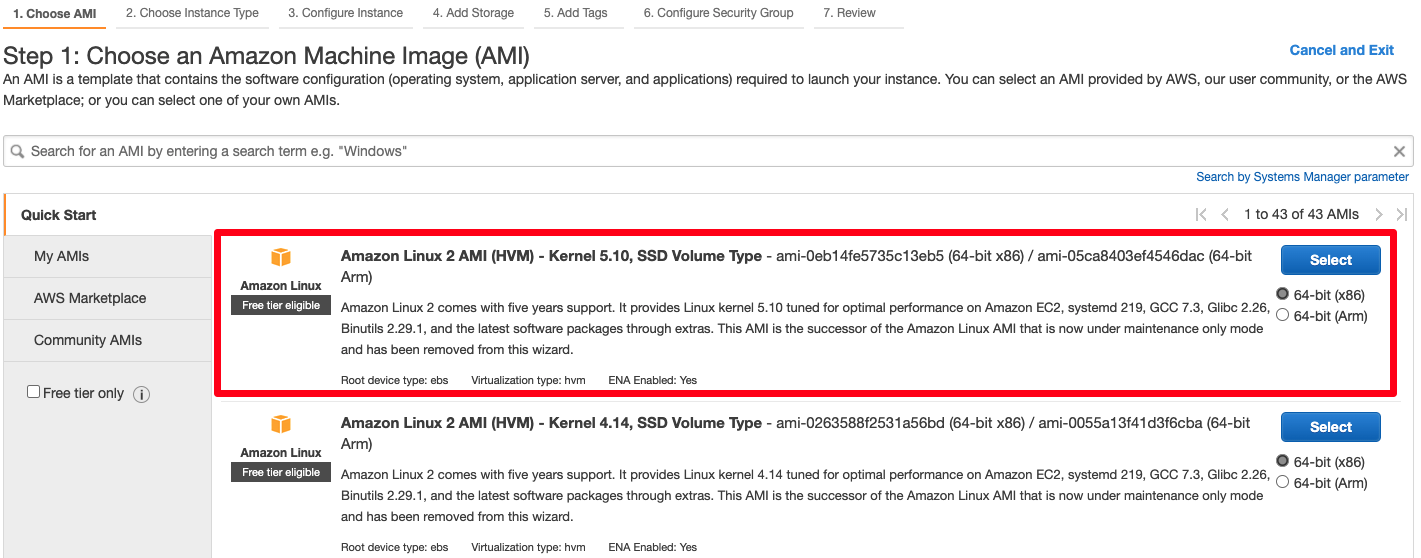 1. Choose AMI
2. Choose Instance Type
3. Configure Instance
4. Add Storage
5. Add Tags
6. Configure Security Group
7. Review
Step 1: Choose an Amazon Machine Image (AMI)
Cancel and Exit
An AMI is a template that contains the software configuration (operating system, application server, and applications) required to launch your instance. You can select an AMI provided by AWS, our user community, or the AWS
Marketplace; or you can select one of your own AMIs.
Search for an AMI by entering a search term e.g. "Windows"
Search by Systems Manager parameter
Quick Start
1 to 43 of 43 AMIs
My AMIs
AWS Marketplace
Community AMIs
Free tier only
Amazon Linux
Free tier eligible
Amazon Linux 2 AMI (HVM) - Kernel 5.10, SSD Volume Type - ami-0eb14fe5735c13eb5 (64-bit x86) / ami-05ca8403ef4546dac (64-bit
Arm)
Amazon Linux 2 comes with five years support. It provides Linux kernel 5.10 tuned for optimal performance on Amazon EC2, systemd 219, GCC 7.3, Glibc 2.26,
Binutils 2.29.1, and the latest software packages through extras. This AMI is the successor of the Amazon Linux AMI that is now under maintenance only mode
and has been removed from this wizard.
Root device type: ebs
Virtualization type: hvm
ENA Enabled: Yes
Select
64-bit (x86)
64-bit (Arm)
Amazon Linux
Free tier eligible
Amazon Linux 2 AMI (HVM) - Kernel 4.14, SSD Volume Type - ami-0263588f2531a56bd (64-bit x86) / ami-0055a13f41d3f6cba (64-bit
Arm)
Amazon Linux 2 comes with five years support. It provides Linux kernel 4.14 tuned for optimal performance on Amazon EC2, systemd 219, GCC 7.3, Glibc 2.26,
Binutils 2.29.1, and the latest software packages through extras. This AMI is the successor of the Amazon Linux AMI that is now under maintenance only mode
and has been removed from this wizard.
Root device type: ebs
Virtualization type: hvm
ENA Enabled: Yes
Select
64-bit (x86)
64-bit (Arm)